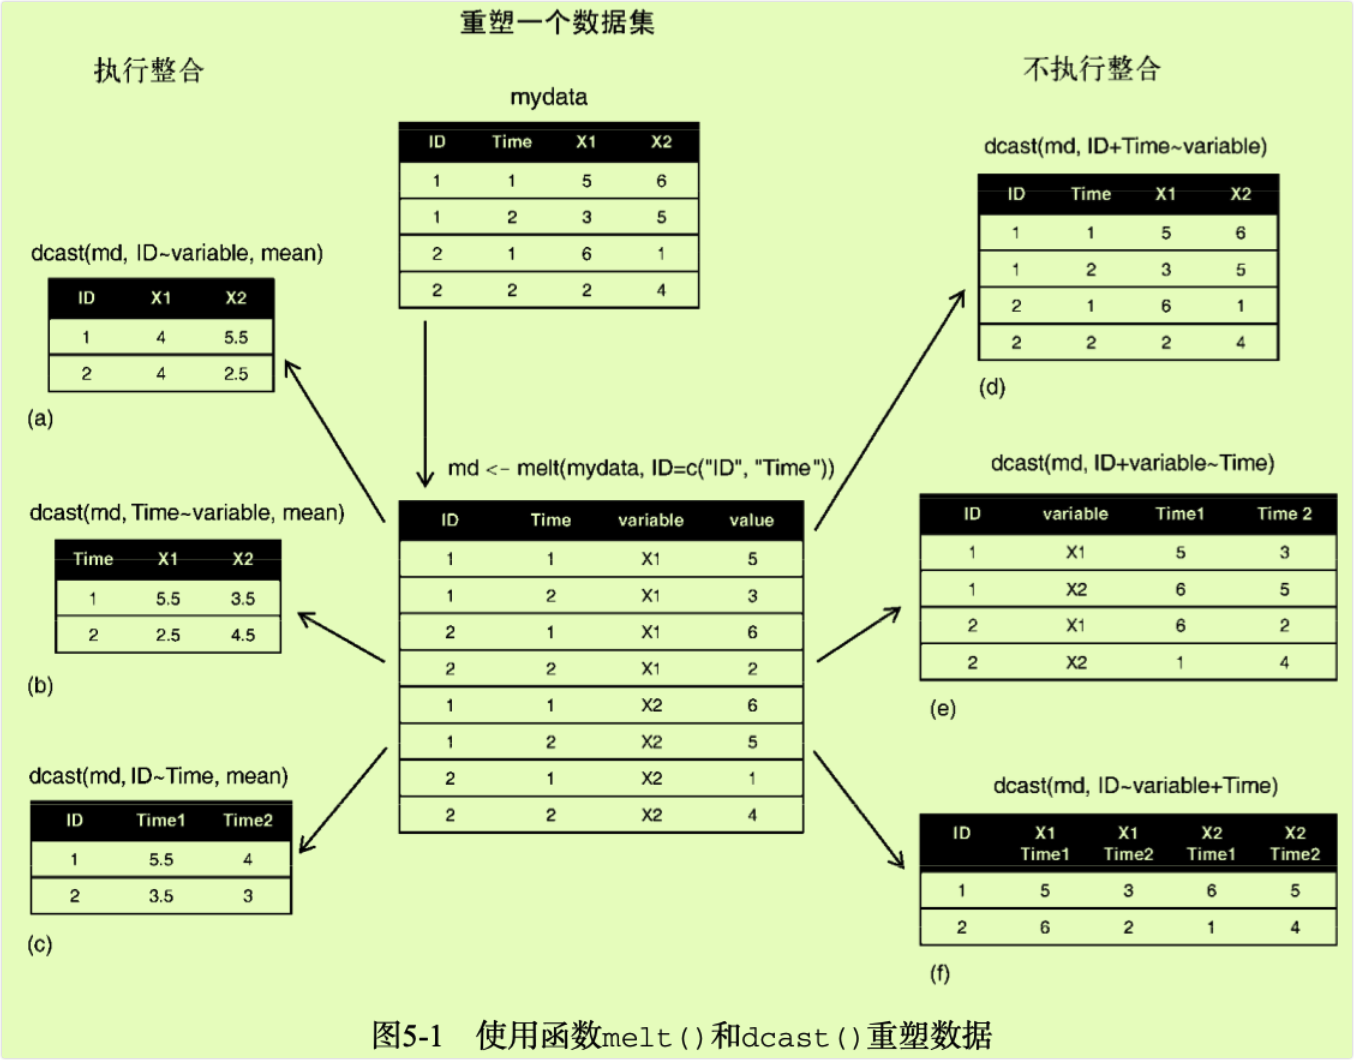 重塑一个数据集
执行整合
不执行整合
mydata
ID Time X1 X2
1 1 5 6
1 2 3 5
2 1 6 1
2 2 2 4
dcast(md, ID~variable, mean)
ID X1 X2
1 4 5.5
2 4 2.5
(a)
dcast(md, Time~variable, mean)
Time X1 X2
1 5.5 3.5
2 2.5 4.5
(b)
dcast(md, ID~Time, mean)
ID Time1 Time2
1 5.5 4
2 3.5 3
(c)
md <- melt(mydata, ID=c("ID", "Time"))
ID Time variable value
1 1 X1 5
1 2 X1 3
2 1 X1 6
2 2 X1 2
1 1 X2 6
1 2 X2 5
2 1 X2 1
2 2 X2 4
dcast(md, ID+Time~variable)
ID Time X1 X2
1 1 5 6
1 2 3 5
2 1 6 1
2 2 2 4
(d)
dcast(md, ID+variable~Time)
ID variable Time1 Time 2
1 X1 5 3
1 X2 6 5
2 X1 6 2
2 X2 1 4
(e)
dcast(md, ID~variable+Time)
ID X1 X1 X2 X2
Time1 Time2 Time1 Time2
1 5 3 6 5
2 6 2 1 4
(f)
图5-1 使用函数melt()和dcast()重塑数据